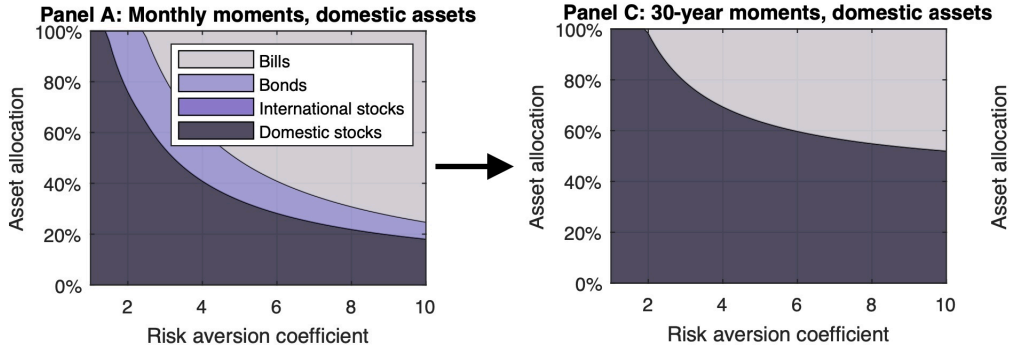 Panel A: Monthly moments, domestic assets
100%
80%
60%
40%
20%
0%
Asset allocation
Bills
Bonds
International stocks
Domestic stocks
2 4 6 8 10
Risk aversion coefficient
Panel C: 30-year moments, domestic assets
100%
80%
60%
40%
20%
0%
Asset allocation
2 4 6 8 10
Risk aversion coefficient
Asset allocation